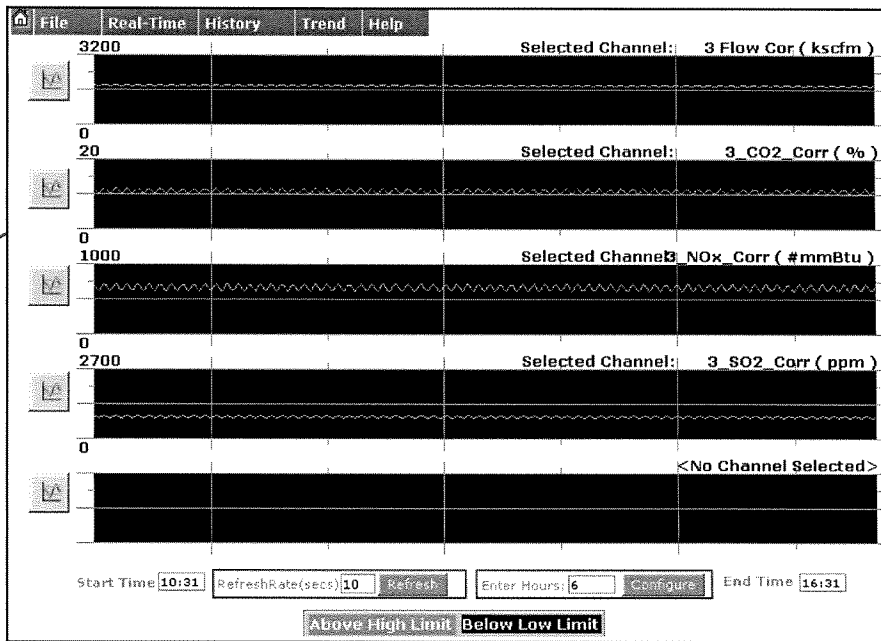 File Real-Time History Trend Help
3200 Selected Channel: 3 Flow Cor ( kscfm )
0
20 Selected Channel: 3_CO2_Corr ( % )
0
1000 Selected Channel: 3_NOx_Corr ( #mmBtu )
0
2700 Selected Channel: 3_SO2_Corr ( ppm )
0
<No Channel Selected>
Start Time 10:31 RefreshRate(secs) 10 Refresh Enter Hours: 6 Configure End Time 16:31
Above High Limit Below Low Limit